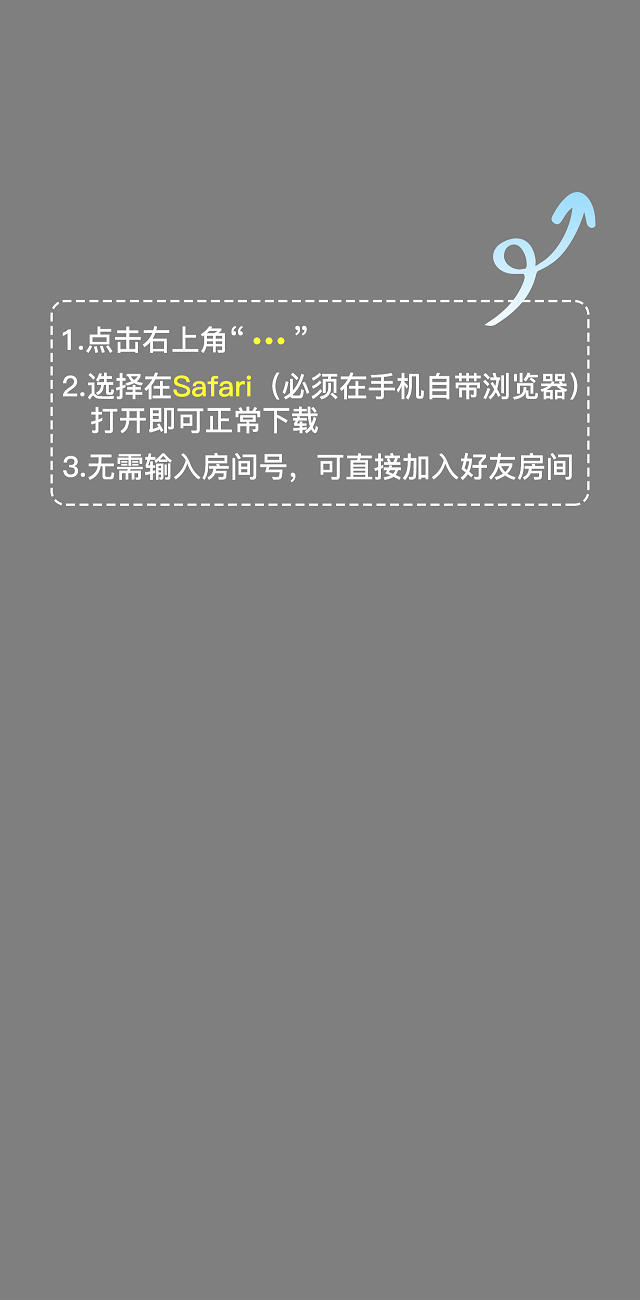 1.点击右上角“ ••• ”
2.选择在Safari（必须在手机自带浏览器）
打开即可正常下载
3.无需输入房间号，可直接加入好友房间